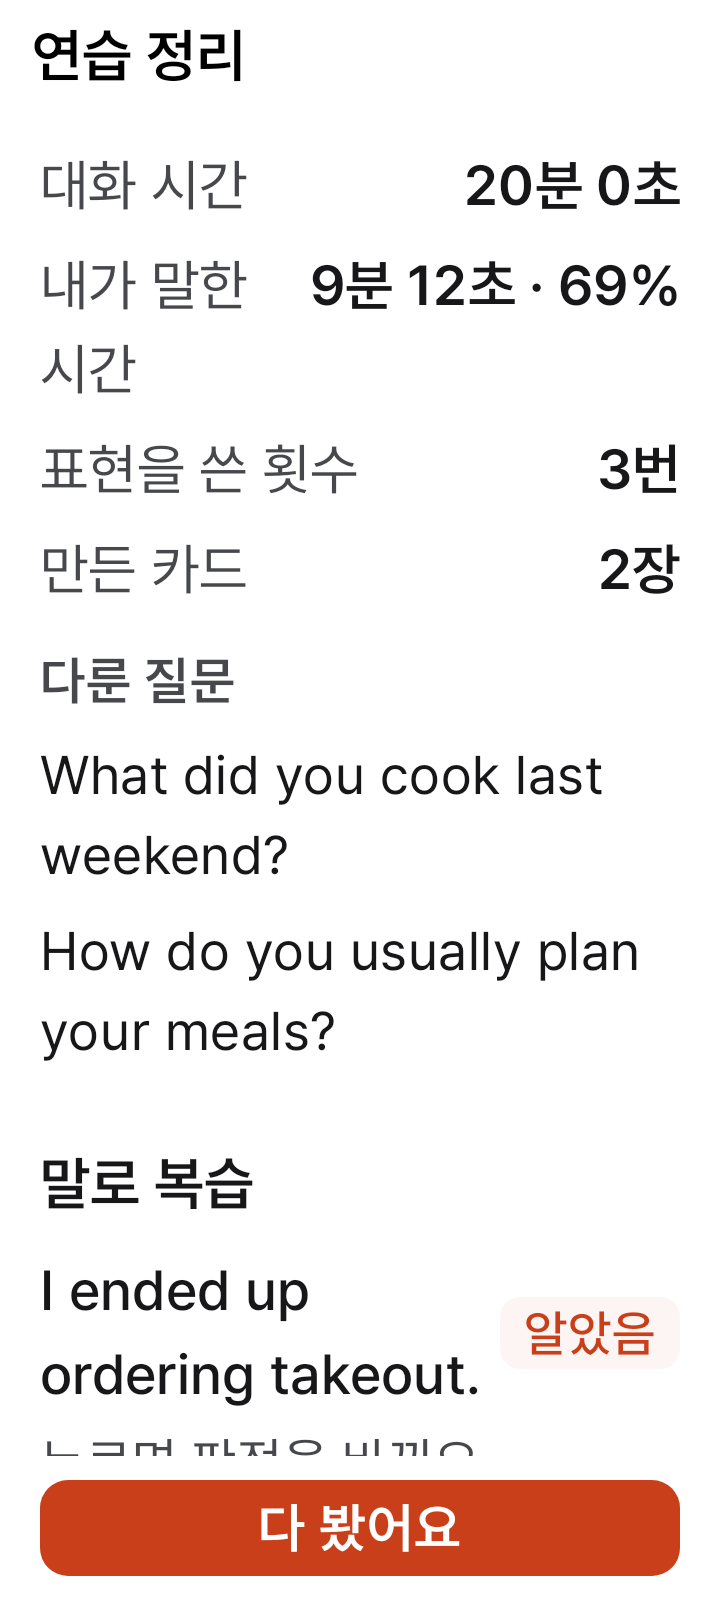 연습 정리
대화 시간 20분 0초
내가 말한 9분 12초 · 69%
시간
표현을 쓴 횟수 3번
만든 카드 2장
다룬 질문
What did you cook last
weekend?
How do you usually plan
your meals?
말로 복습
I ended up
ordering takeout.
알았음
다 봤어요